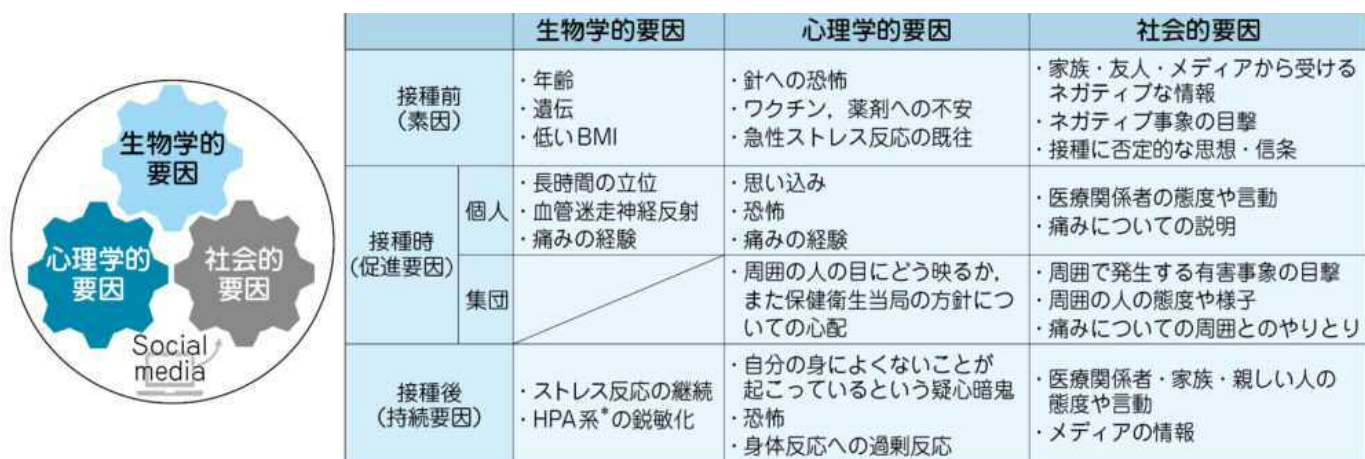 生物学的
要因
心理学的
要因
社会的
要因
Social
media
生物学的要因
心理学的要因
社会的要因
接種前
(素因)
・年齢
・遺伝
・低いBMI
・針への恐怖
・ワクチン，薬剤への不安
・急性ストレス反応の既往
・家族・友人・メディアから受ける
ネガティブな情報
・ネガティブ事象の目撃
・接種に否定的な思想・信条
接種時
(促進要因)
個人
・長時間の立位
・血管迷走神経反射
・痛みの経験
・思い込み
・恐怖
・痛みの経験
・医療関係者の態度や言動
・痛みについての説明
集団
・周囲の人の目にどう映るか，
また保健衛生当局の方針につ
いての心配
・周囲で発生する有害事象の目撃
・周囲の人の態度や様子
・痛みについての周囲とのやりとり
接種後
(持続要因)
・ストレス反応の継続
・HPA系*の鋭敏化
・自分の身によくないことが
起こっているという疑心暗鬼
・恐怖
・身体反応への過剰反応
・医療関係者・家族・親しい人の
態度や言動
・メディアの情報